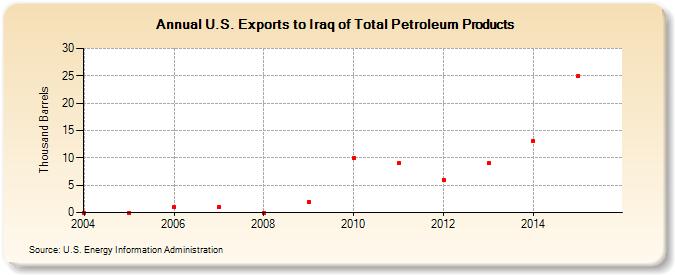 Annual U.S. Exports to Iraq of Total Petroleum Products
Thousand Barrels
30
25
20
15
10
5
0
2004 2006 2008 2010 2012 2014
Source: U.S. Energy Information Administration